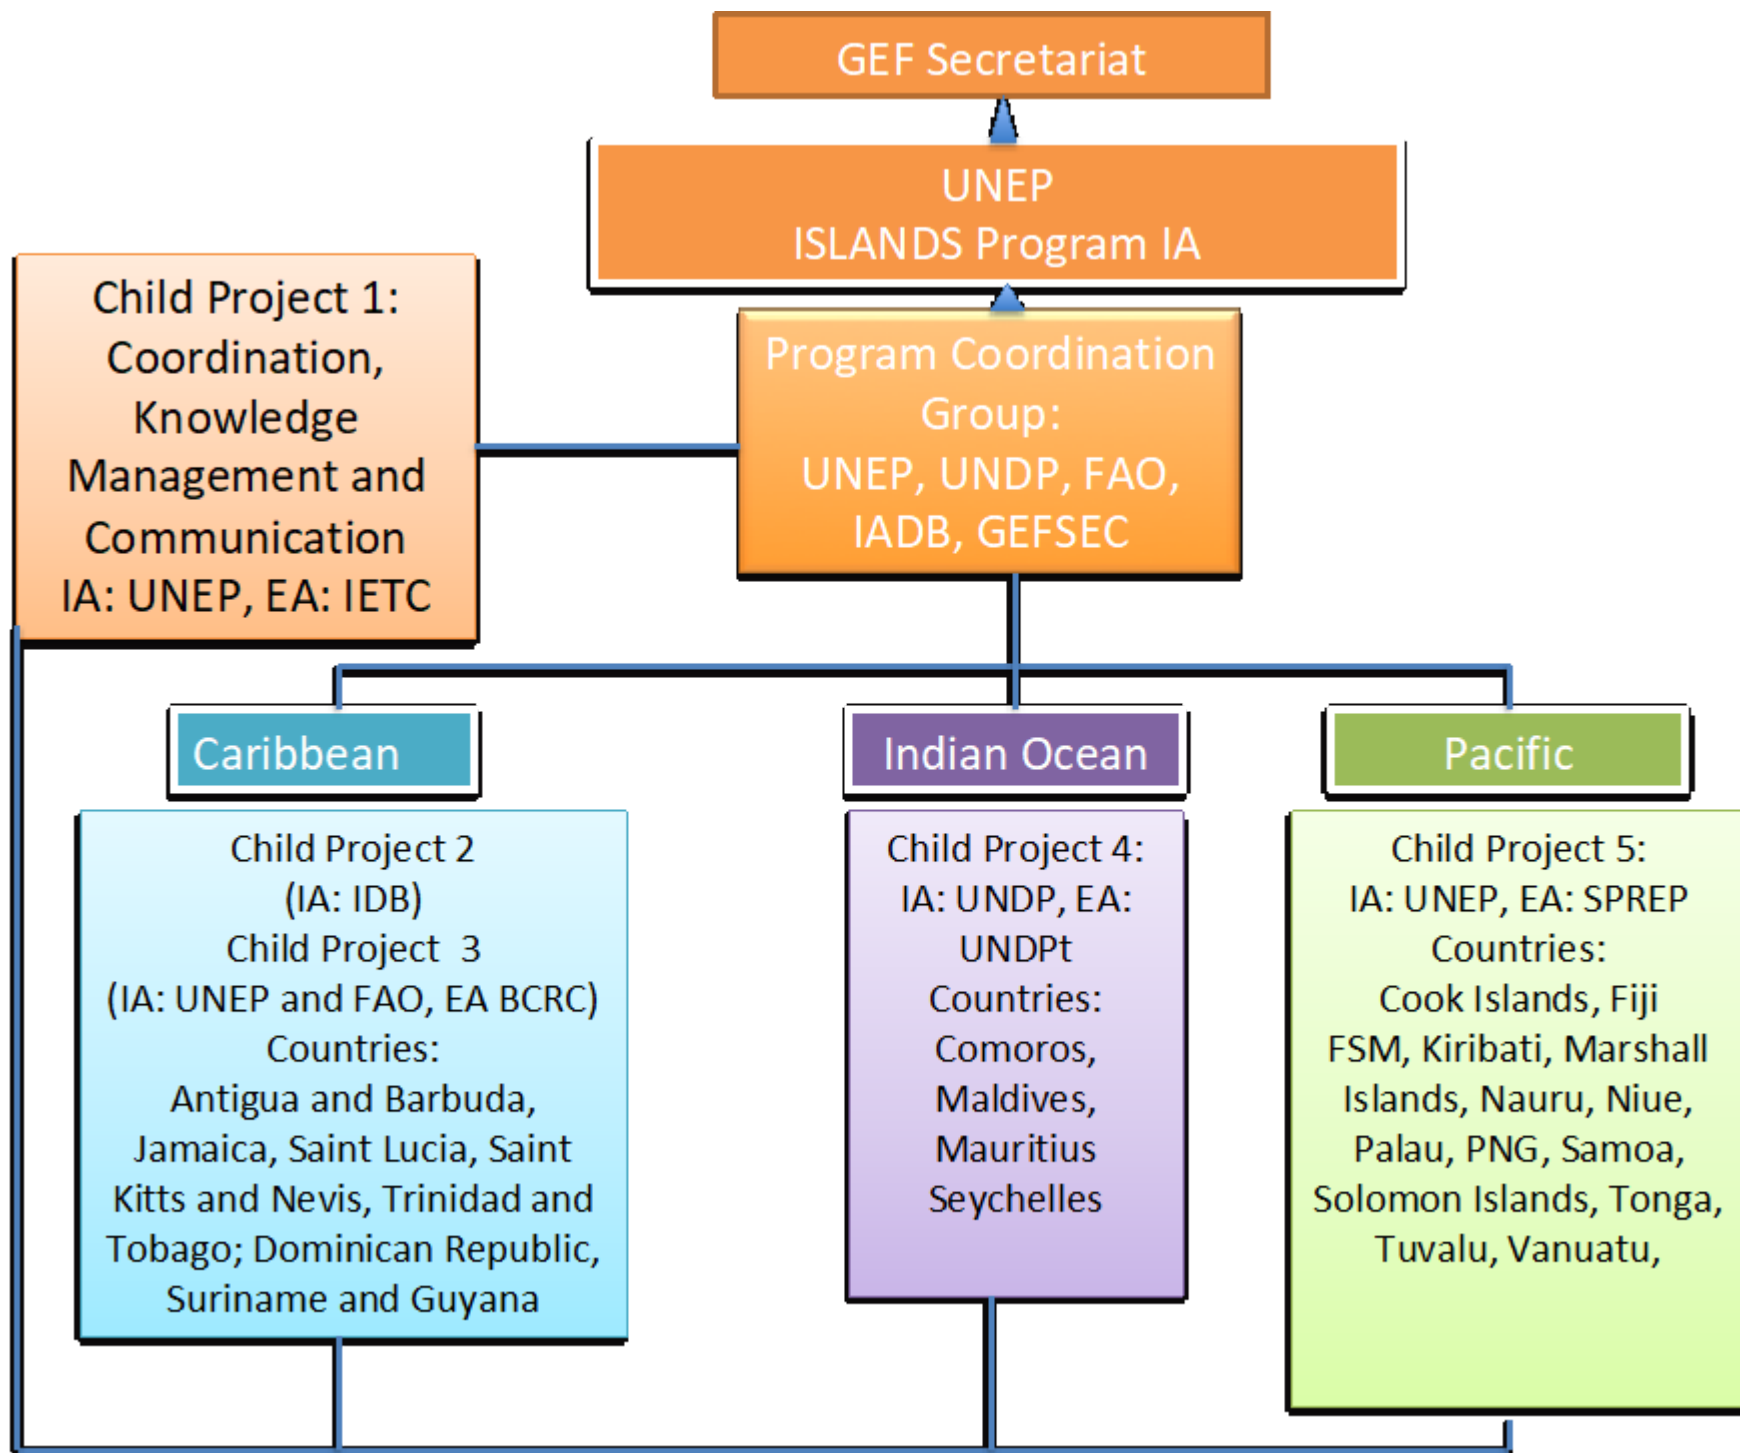 GEF Secretariat
UNEP
ISLANDS Program IA
Child Project 1:
Coordination,
Knowledge
Management and
Communication
IA: UNEP, EA: IETC
Program Coordination
Group:
UNEP, UNDP, FAO,
IADB, GEFSEC
Caribbean
Child Project 2
(IA: IDB)
Child Project 3
(IA: UNEP and FAO, EA BCRC)
Countries:
Antigua and Barbuda,
Jamaica, Saint Lucia, Saint
Kitts and Nevis, Trinidad and
Tobago; Dominican Republic,
Suriname and Guyana
Indian Ocean
Child Project 4:
IA: UNDP, EA:
UNDPt
Countries:
Comoros,
Maldives,
Mauritius
Seychelles
Pacific
Child Project 5:
IA: UNEP, EA: SPREP
Countries:
Cook Islands, Fiji
FSM, Kiribati, Marshall
Islands, Nauru, Niue,
Palau, PNG, Samoa,
Solomon Islands, Tonga,
Tuvalu, Vanuatu,